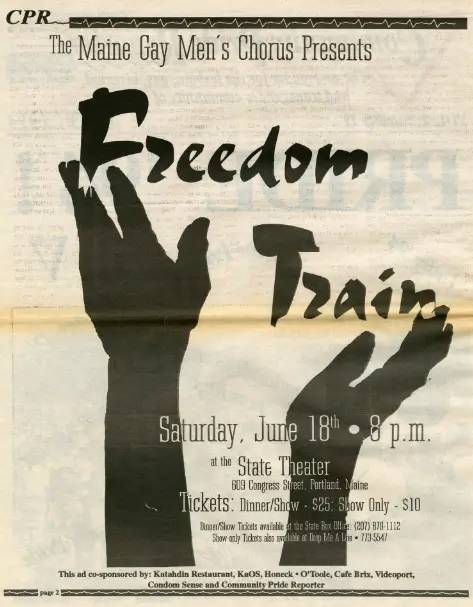 CPR
The Maine Gay Men's Chorus Presents
Freedom
Train
Saturday, June 18th • 8 p.m.
at the State Theater
609 Congress Street, Portland, Maine
Tickets: Dinner/Show - $25; Show Only - $10
Dinner/Show Tickets available at the State Box Office: (207) 879-1112
Show only Tickets also available at Drop Me A Line • 773-5547
This ad co-sponsored by: Katahdin Restaurant, KaOS, Honeck • O'Toole, Cafe Brix, Videoport,
Condom Sense and Community Pride Reporter
page 2